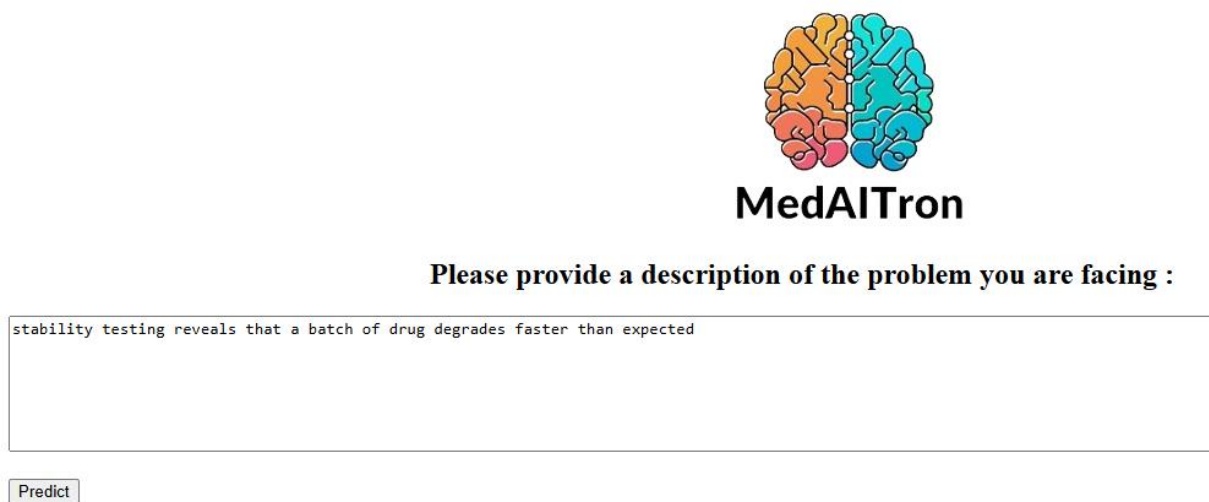 MedAITron
Please provide a description of the problem you are facing :
stability testing reveals that a batch of drug degrades faster than expected
Predict